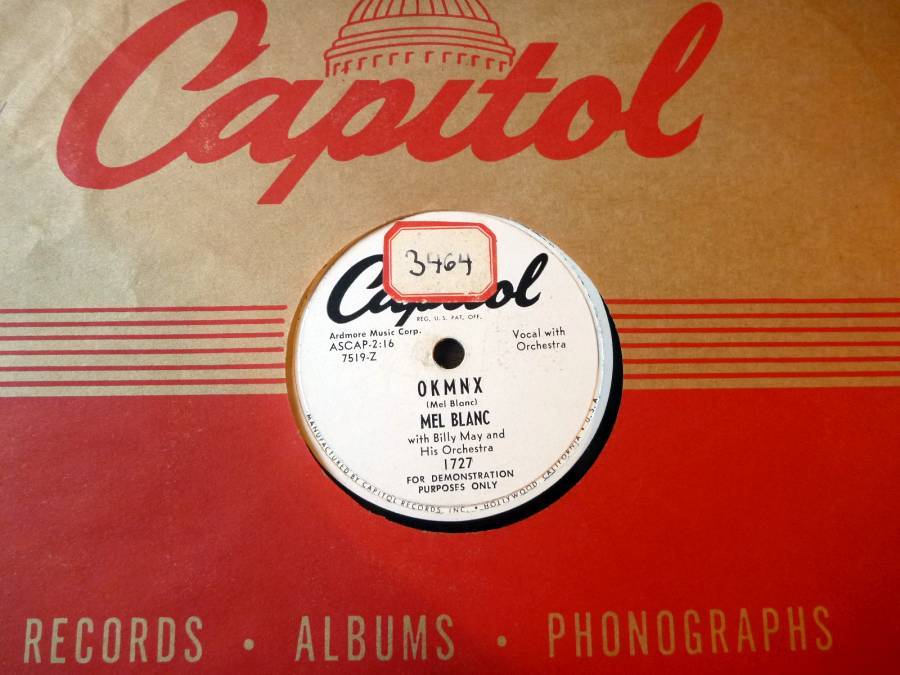 Capitol
3464
Capitol
REG. U.S. PAT. OFF.
Ardmore Music Corp.
ASCAP-2:16
7519-Z
Vocal with
Orchestra
OKMNX
(Mel Blanc)
MEL BLANC
with Billy May and
His Orchestra
1727
FOR DEMONSTRATION
PURPOSES ONLY
MANUFACTURED BY CAPITOL RECORDS, INC. • HOLLYWOOD, CALIFORNIA • U.S.A.
RECORDS • ALBUMS • PHONOGRAPHS